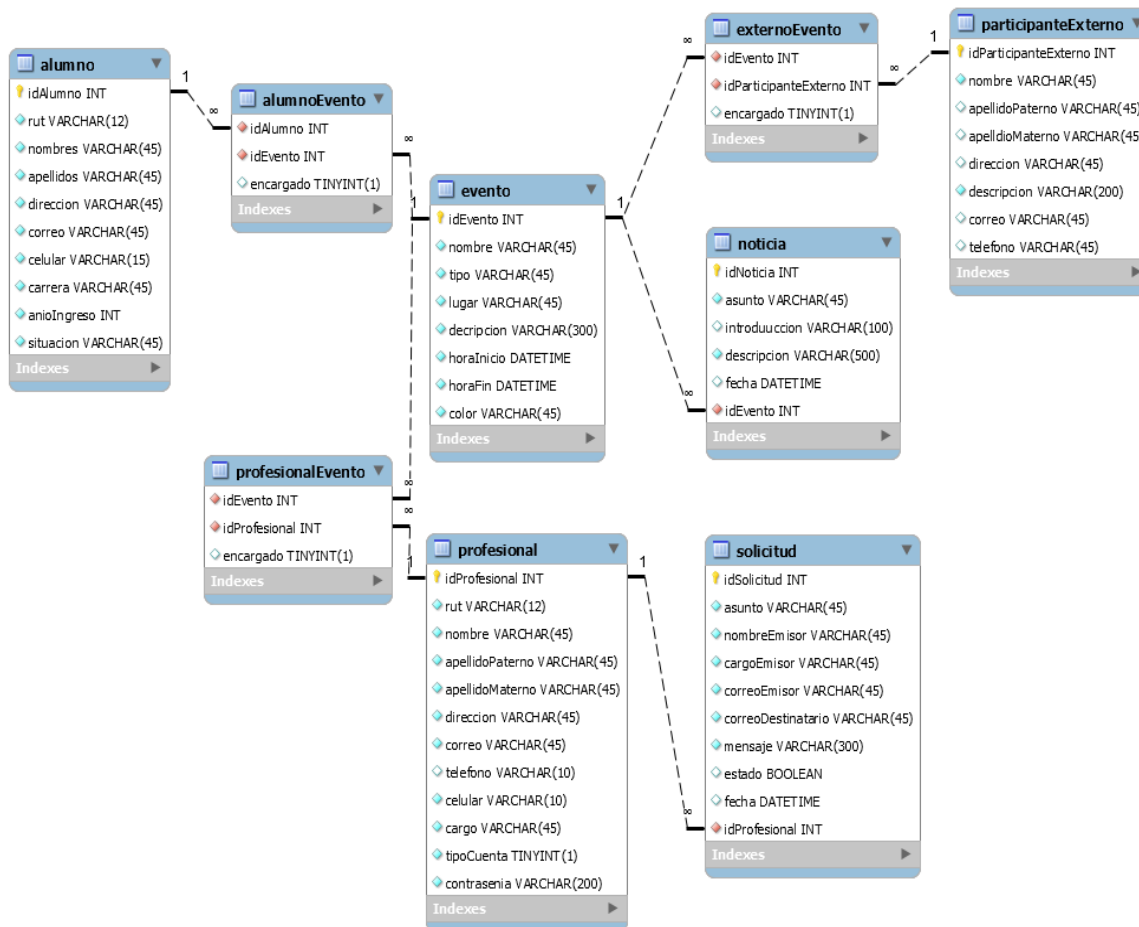 alumno
idAlumno INT
rut VARCHAR(12)
nombres VARCHAR(45)
apellidos VARCHAR(45)
direccion VARCHAR(45)
correo VARCHAR(45)
celular VARCHAR(15)
carrera VARCHAR(45)
anioIngreso INT
situacion VARCHAR(45)
Indexes
1
∞
alumnoEvento
idAlumno INT
idEvento INT
encargado TINYINT(1)
Indexes
∞
1
evento
idEvento INT
nombre VARCHAR(45)
tipo VARCHAR(45)
lugar VARCHAR(45)
decripcion VARCHAR(300)
horaInicio DATETIME
horaFin DATETIME
color VARCHAR(45)
Indexes
1
∞
externoEvento
idEvento INT
idParticipanteExterno INT
encargado TINYINT(1)
Indexes
∞
1
participanteExterno
idParticipanteExterno INT
nombre VARCHAR(45)
apellidoPaterno VARCHAR(45)
apelldioMaterno VARCHAR(45
direccion VARCHAR(45)
descripcion VARCHAR(200)
correo VARCHAR(45)
telefono VARCHAR(45)
Indexes
noticia
idNoticia INT
asunto VARCHAR(45)
introduuccion VARCHAR(100)
descripcion VARCHAR(500)
fecha DATETIME
idEvento INT
Indexes
∞
profesionalEvento
idEvento INT
idProfesional INT
encargado TINYINT(1)
Indexes
∞
∞
1
profesional
idProfesional INT
rut VARCHAR(12)
nombre VARCHAR(45)
apellidoPaterno VARCHAR(45)
apellidoMaterno VARCHAR(45)
direccion VARCHAR(45)
correo VARCHAR(45)
telefono VARCHAR(10)
celular VARCHAR(10)
cargo VARCHAR(45)
tipoCuenta TINYINT(1)
contrasenia VARCHAR(200)
Indexes
1
∞
solicitud
idSolicitud INT
asunto VARCHAR(45)
nombreEmisor VARCHAR(45)
cargoEmisor VARCHAR(45)
correoEmisor VARCHAR(45)
correoDestinatario VARCHAR(45)
mensaje VARCHAR(300)
estado BOOLEAN
fecha DATETIME
idProfesional INT
Indexes